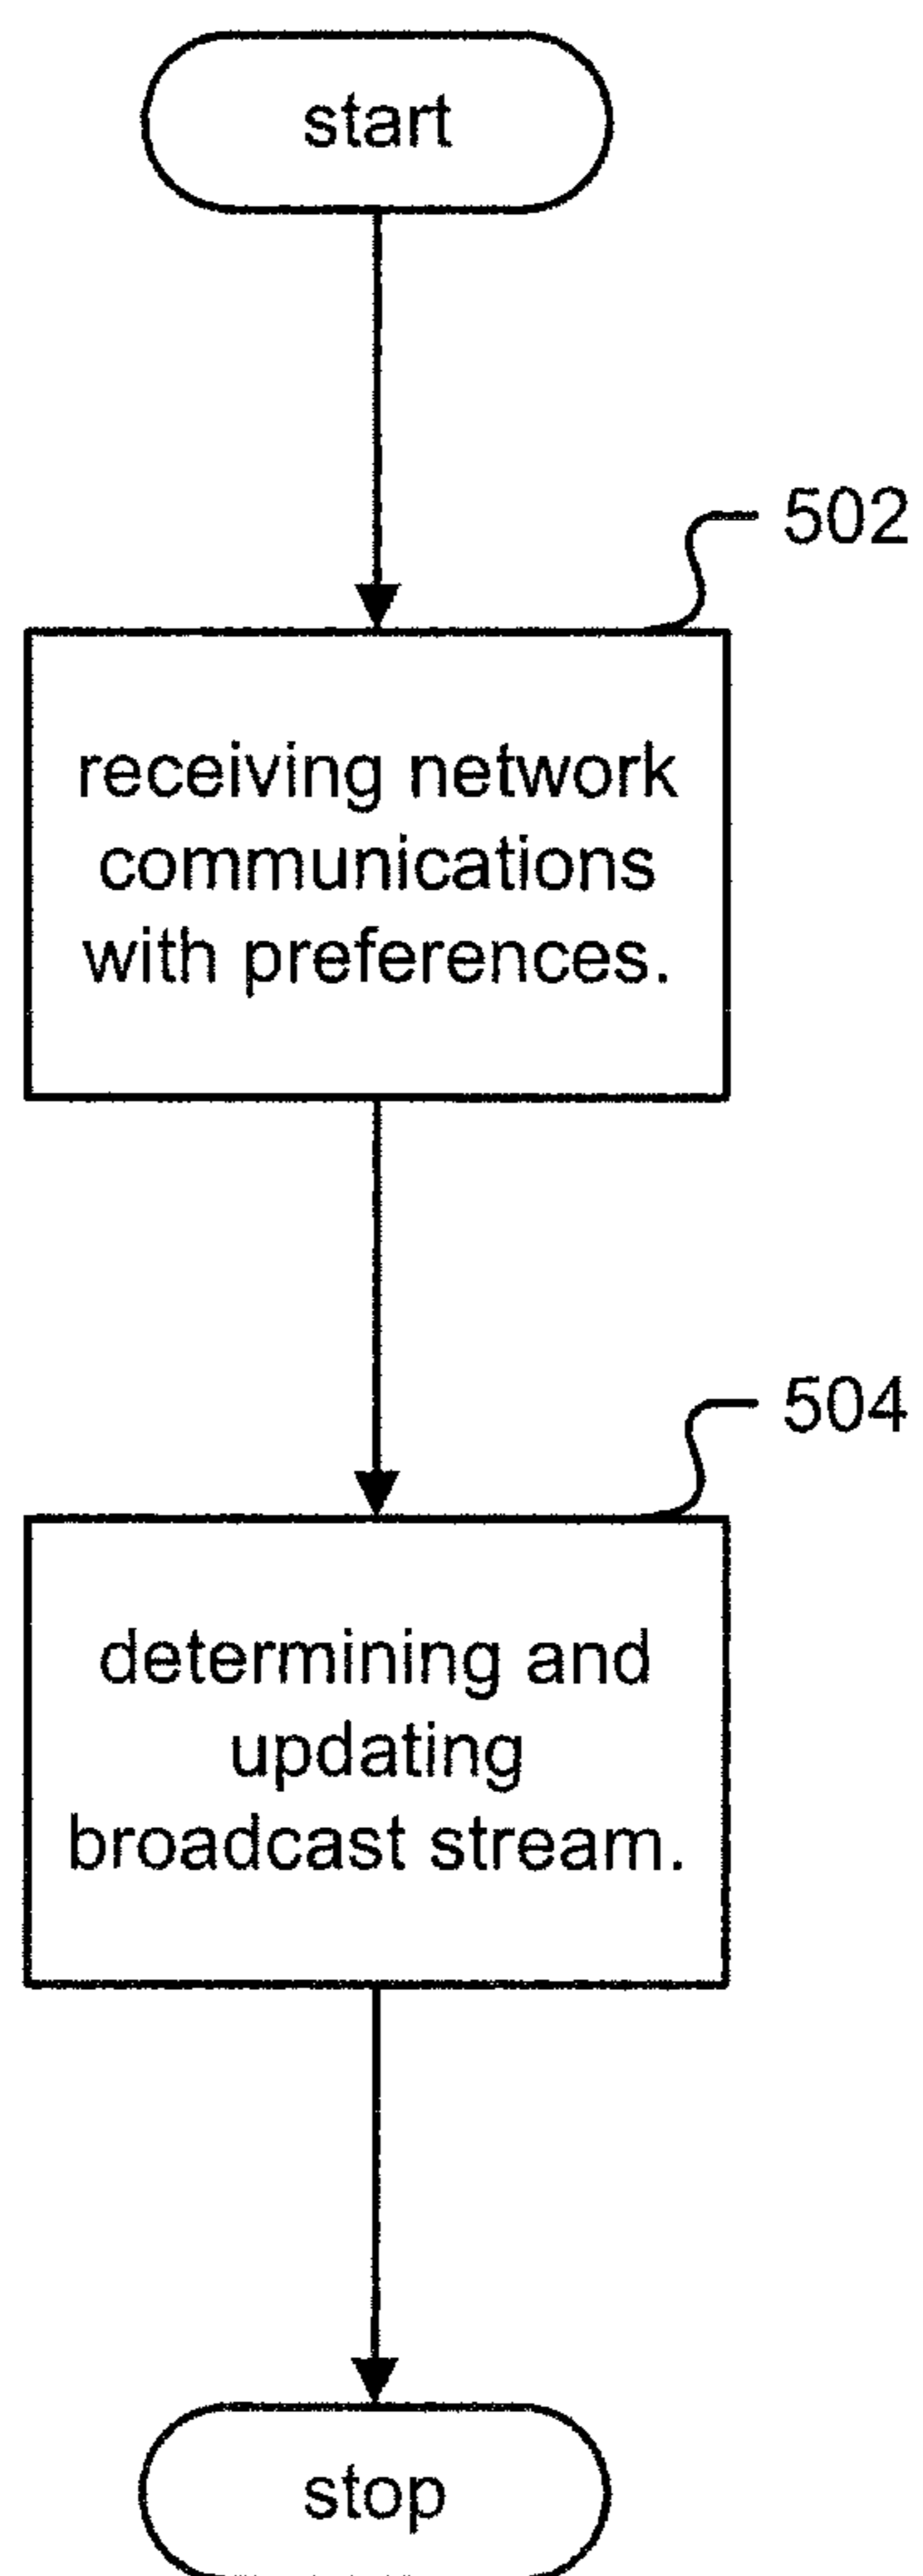 start
502
receiving network
communications
with preferences.
504
determining and
updating
broadcast stream.
stop